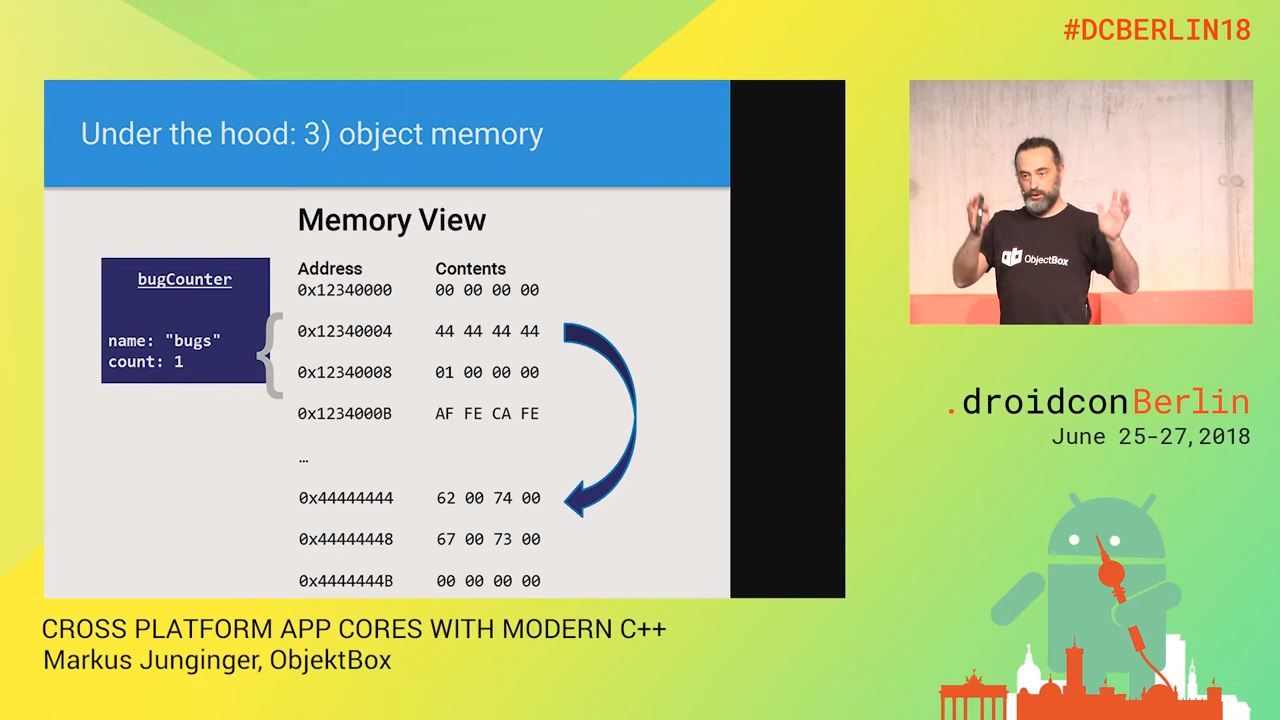 #DCBERLIN18
Under the hood: 3) object memory
Memory View
bugCounter
name: "bugs"
count: 1
Address Contents
0x12340000 00 00 00 00
0x12340004 44 44 44 44
0x12340008 01 00 00 00
0x1234000B AF FE CA FE
…
0x44444444 62 00 74 00
0x44444448 67 00 73 00
0x4444444B 00 00 00 00
ObjectBox
.droidconBerlin
June 25-27,2018
CROSS PLATFORM APP CORES WITH MODERN C++
Markus Junginger, ObjektBox